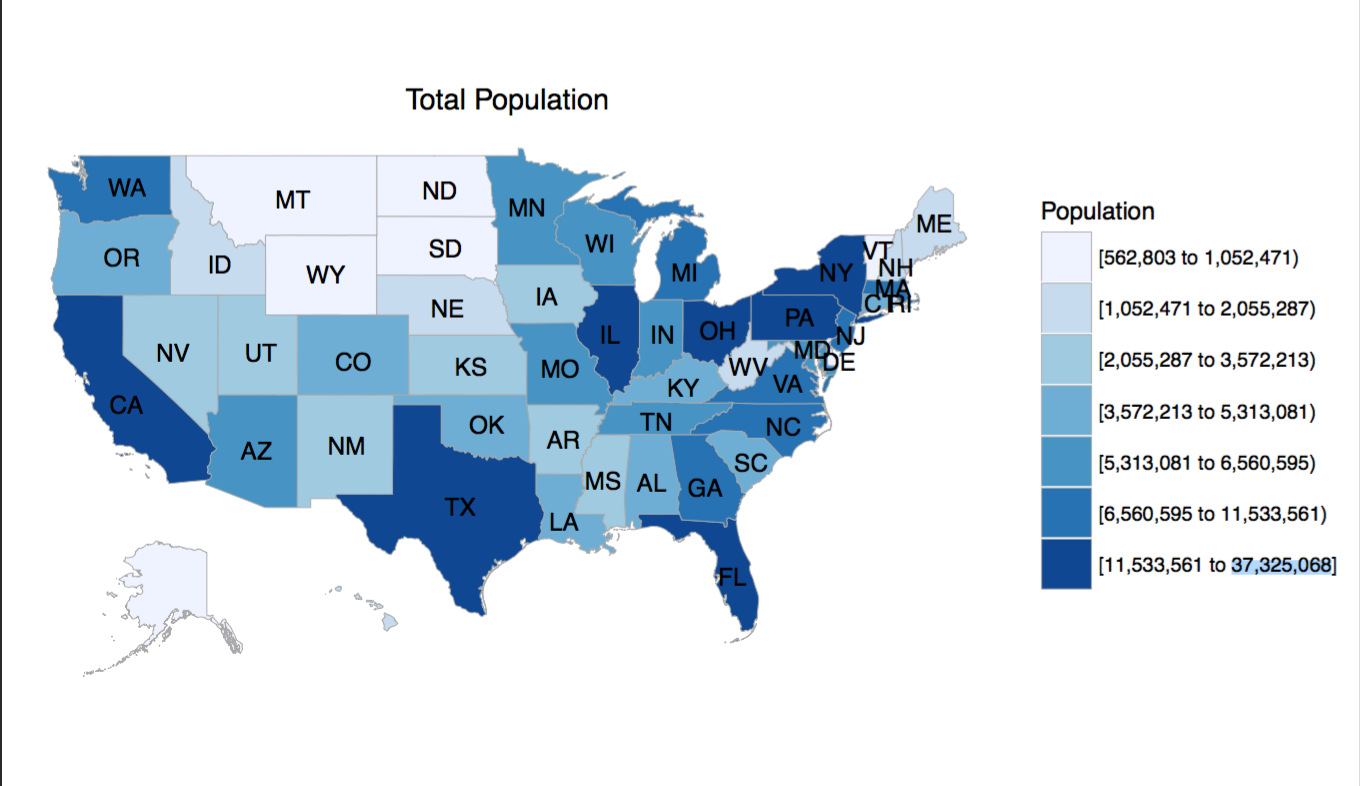 Total Population
WA
MT
ND
MN
OR
ID
WY
SD
WI
MI
ME
VT
NH
NY
MA
CT
RI
NE
IA
IL
IN
OH
PA
NJ
MD
DE
NV
UT
CO
KS
MO
KY
WV
VA
CA
AZ
NM
OK
AR
TN
NC
SC
TX
LA
MS
AL
GA
FL
Population
[562,803 to 1,052,471)
[1,052,471 to 2,055,287)
[2,055,287 to 3,572,213)
[3,572,213 to 5,313,081)
[5,313,081 to 6,560,595)
[6,560,595 to 11,533,561)
[11,533,561 to 37,325,068]